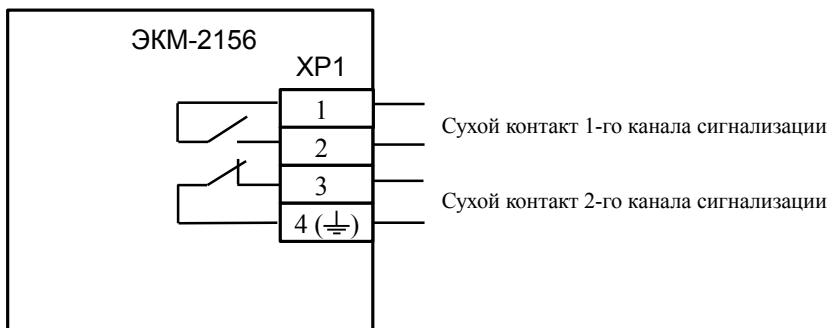 ЭКМ-2156
XP1
1
Сухой контакт 1-го канала сигнализации
2
3
Сухой контакт 2-го канала сигнализации
4 (⏚)